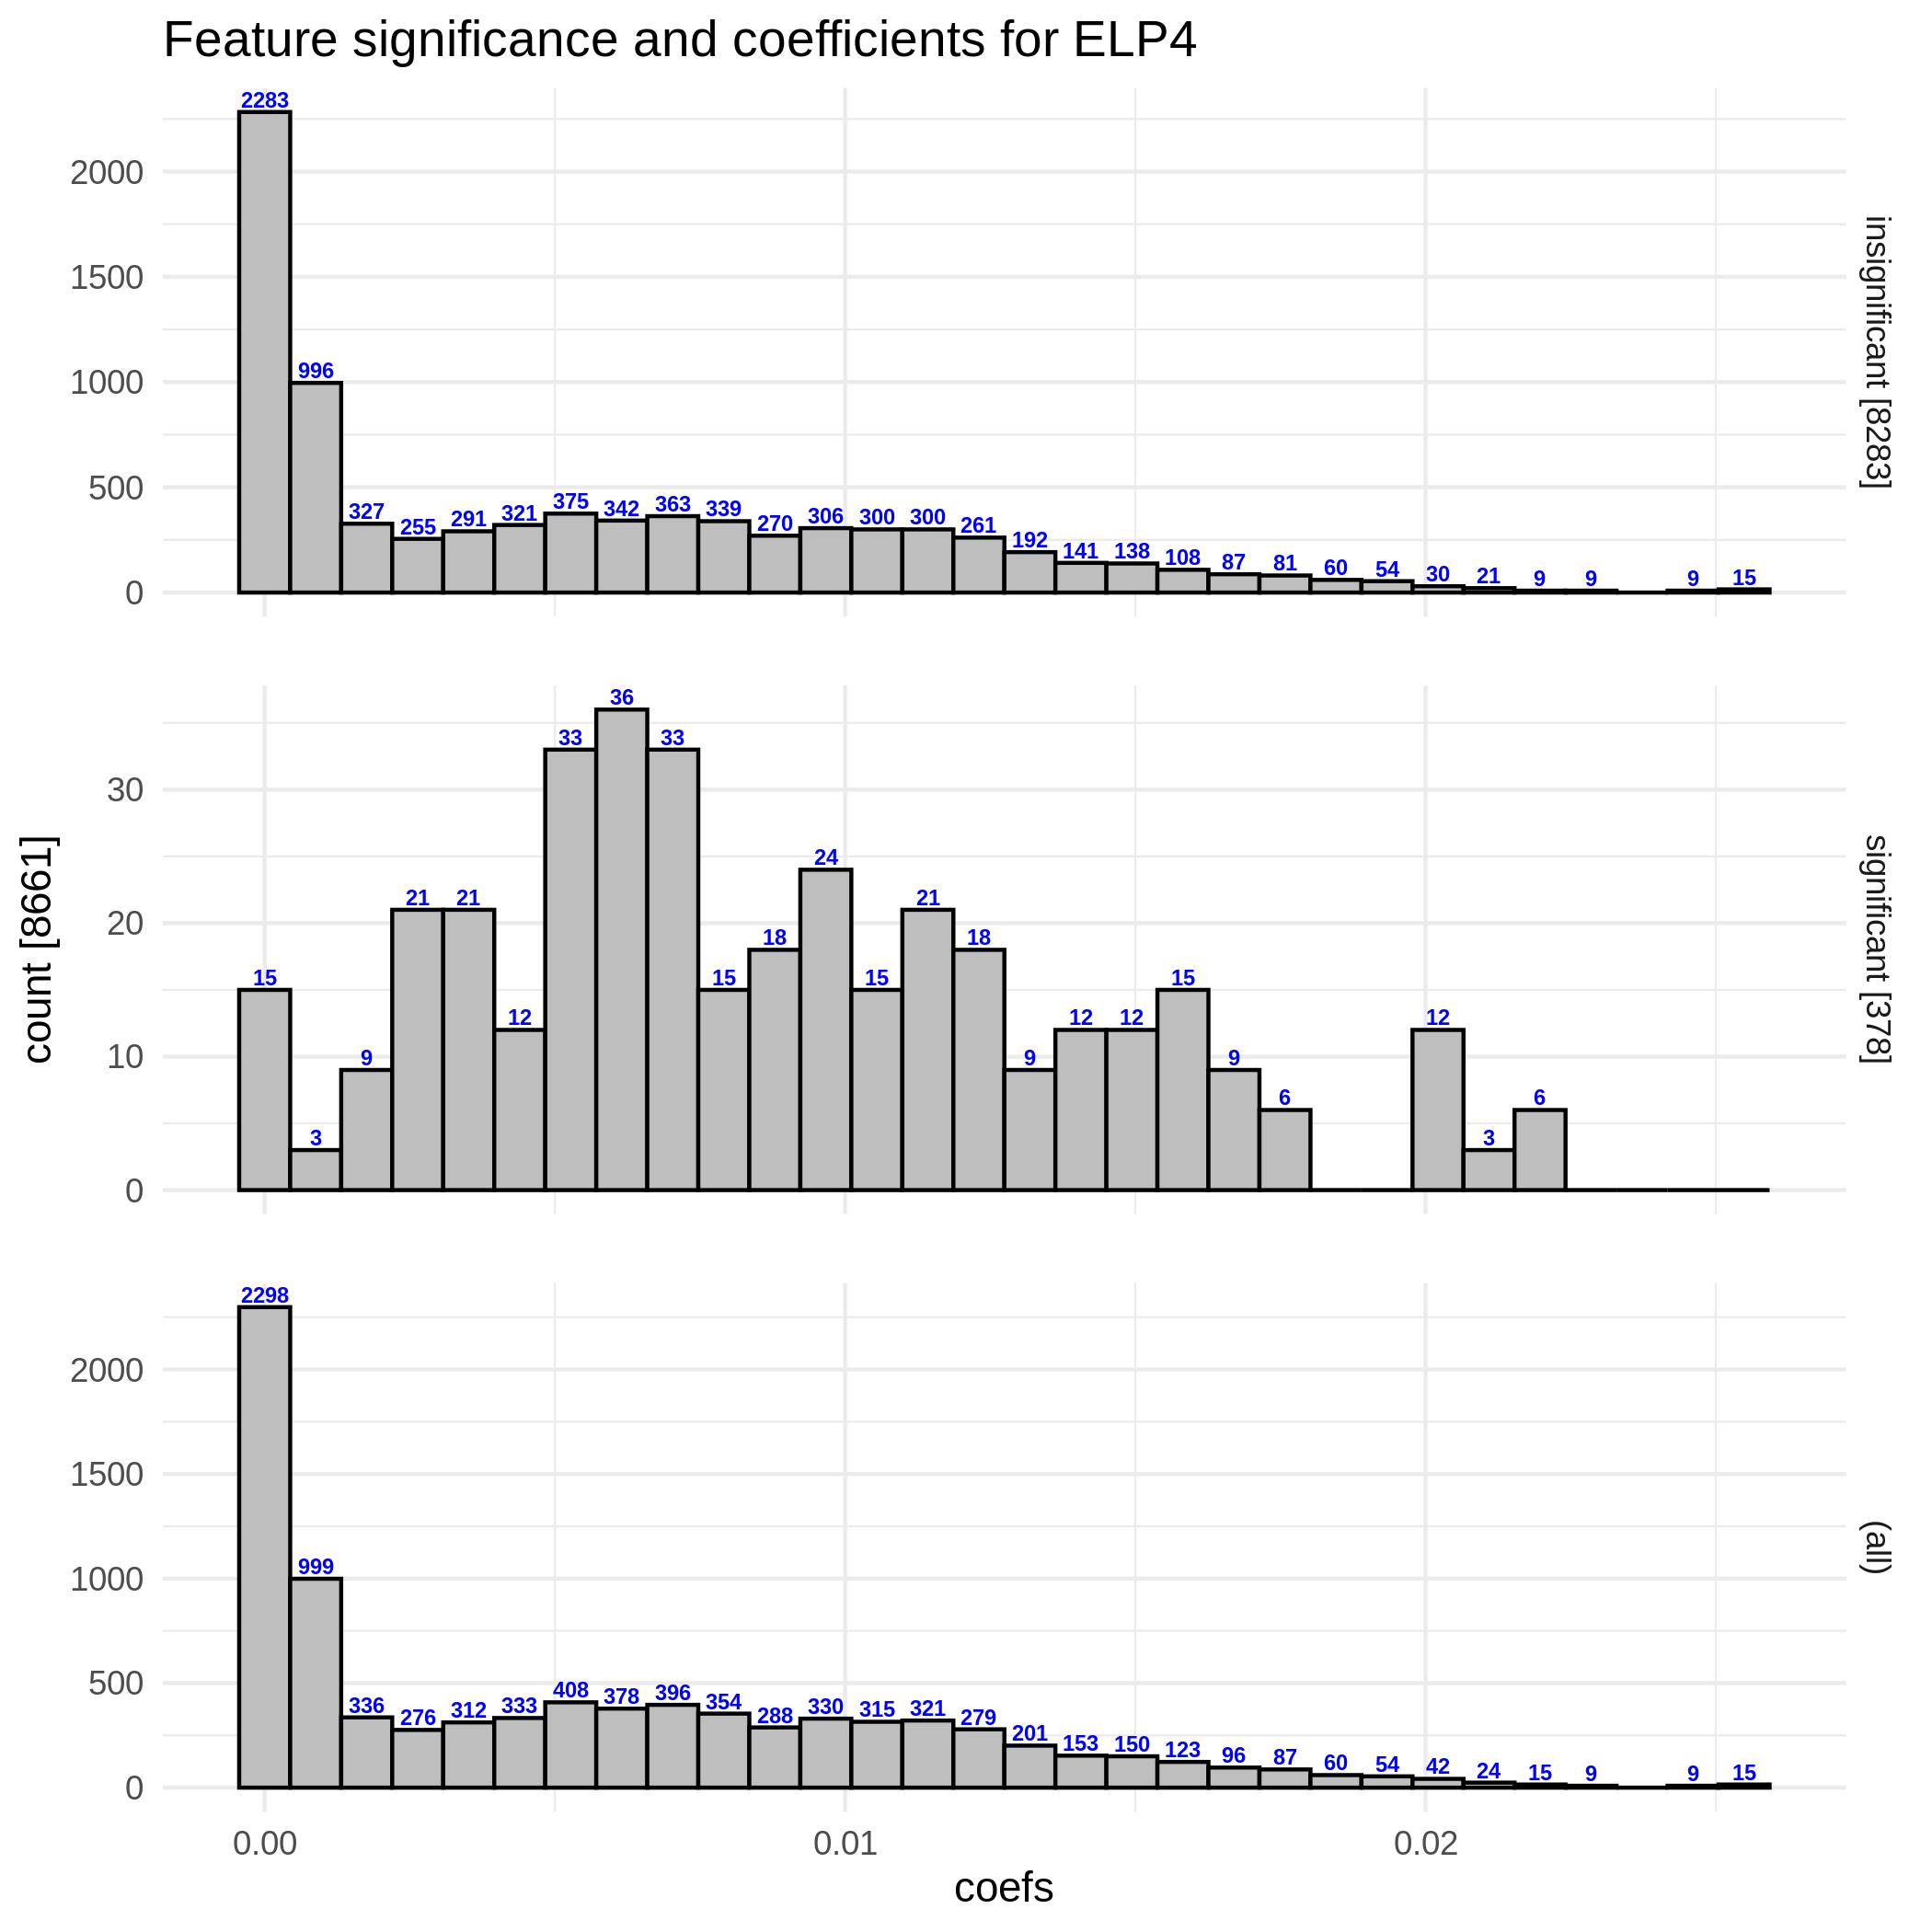 Feature significance and coefficients for ELP4
2283
996
327 255 291 321 375 342 363 339 270 306 300 300 261 192 141 138 108 87 81 60 54 30 21 9 9 9 15
2000
1500
1000
500
0
insignificant [8283]
36
33 33
24
21 21 21
18 18
15 15 15 15
12 12 12 12
9 9 9
6 6
3 3
30
20
10
0
significant [378]
count [8661]
2298
999
336 276 312 333 408 378 396 354 288 330 315 321 279 201 153 150 123 96 87 60 54 42 24 15 9 9 15
2000
1500
1000
500
0
(all)
0.00 0.01 0.02
coefs